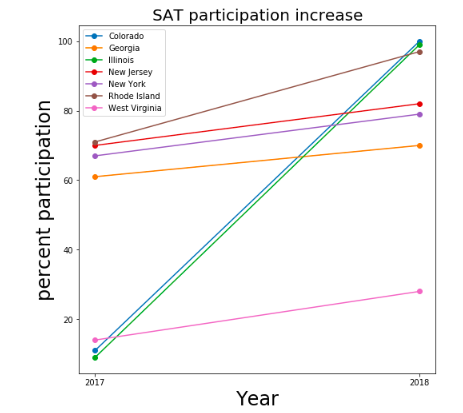 SAT participation increase
Colorado
Georgia
Illinois
New Jersey
New York
Rhode Island
West Virginia
percent participation
100
80
60
40
20
2017
2018
Year